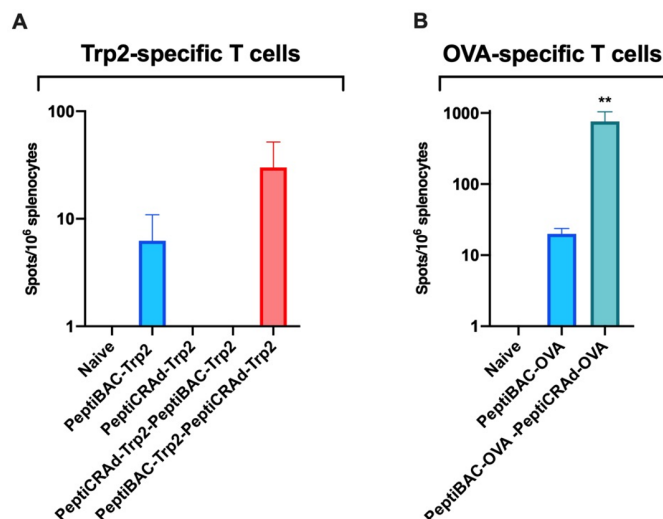 A
Trp2-specific T cells
100
10
1
Spots/10⁶ splenocytes
Naive
PeptiBAC-Trp2
PeptiCRAd-Trp2
PeptiCRAd-Trp2-PeptiBAC-Trp2
PeptiBAC-Trp2-PeptiCRAd-Trp2
B
OVA-specific T cells
**
1000
100
10
1
Spots/10⁶ splenocytes
Naive
PeptiBAC-OVA
PeptiBAC-OVA -PeptiCRAd-OVA